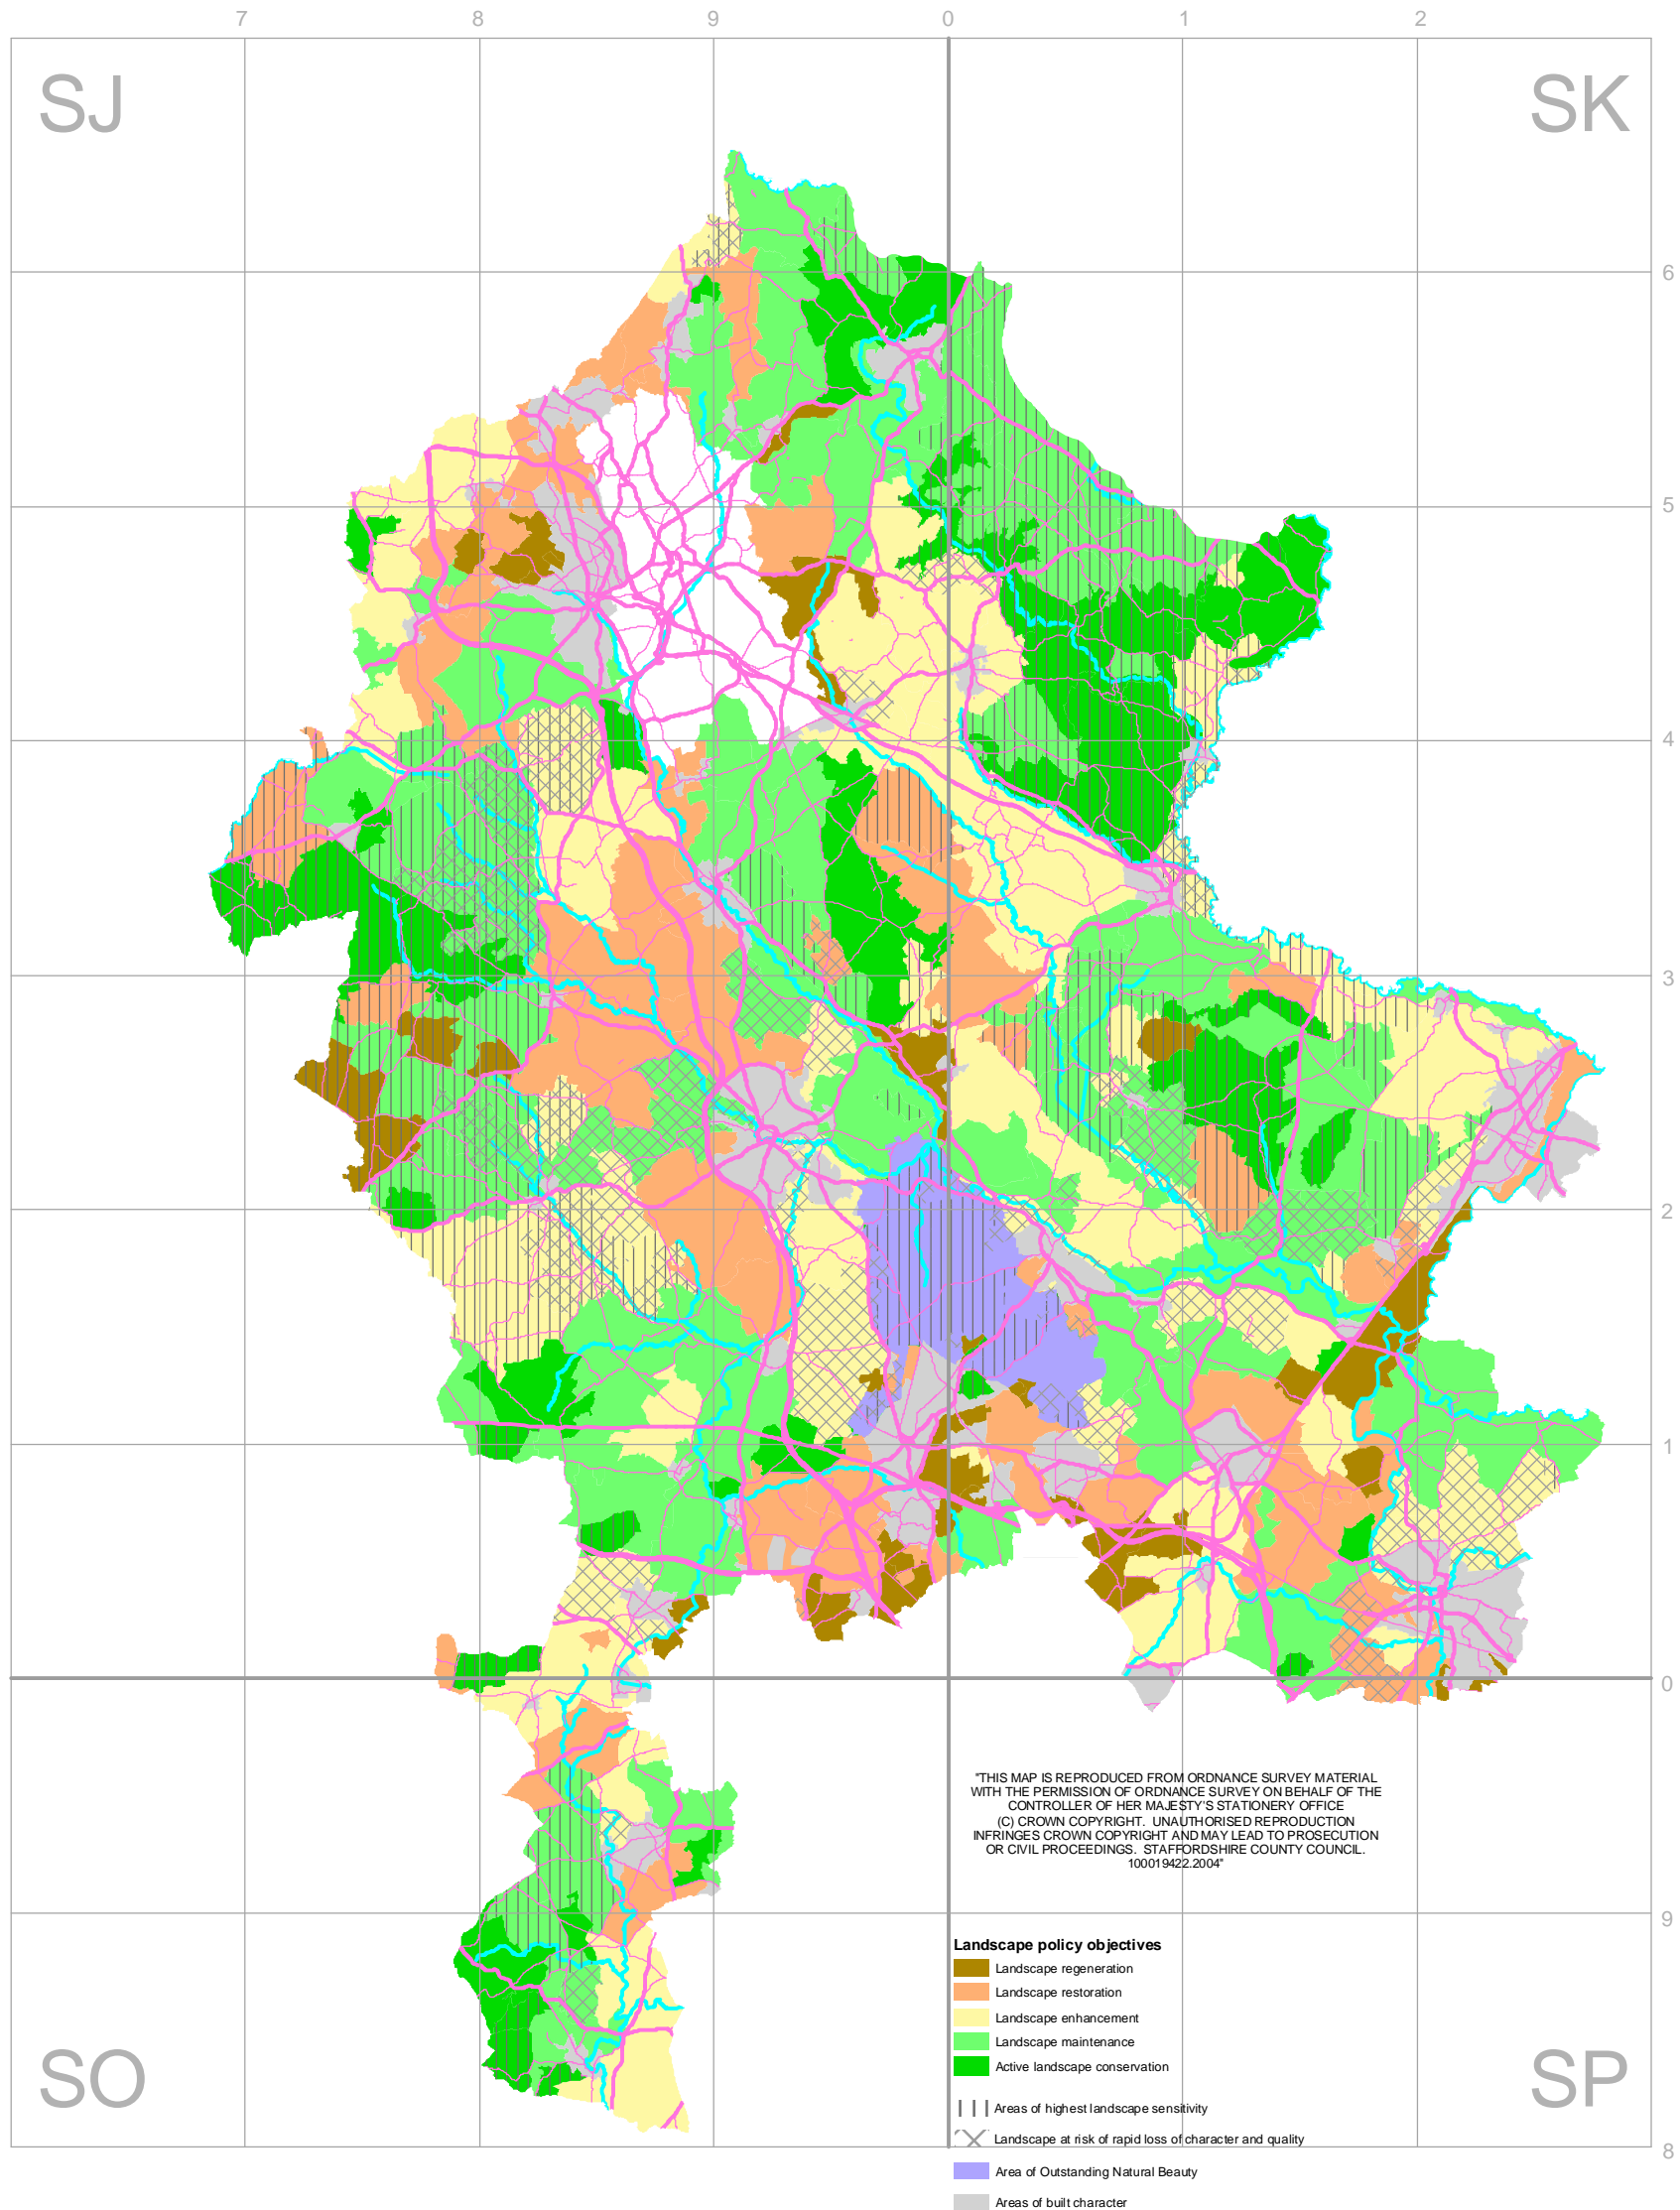 7 8 9 0 1 2
SJ SK
6
5
4
3
2
1
0
"THIS MAP IS REPRODUCED FROM ORDNANCE SURVEY MATERIAL
WITH THE PERMISSION OF ORDNANCE SURVEY ON BEHALF OF THE
CONTROLLER OF HER MAJESTY'S STATIONERY OFFICE
(C) CROWN COPYRIGHT. UNAUTHORISED REPRODUCTION
INFRINGES CROWN COPYRIGHT AND MAY LEAD TO PROSECUTION
OR CIVIL PROCEEDINGS. STAFFORDSHIRE COUNTY COUNCIL.
100019422.2004"
9
Landscape policy objectives
Landscape regeneration
Landscape restoration
Landscape enhancement
Landscape maintenance
Active landscape conservation
SO SP
Areas of highest landscape sensitivity
Landscape at risk of rapid loss of character and quality
8
Area of Outstanding Natural Beauty
Areas of built character